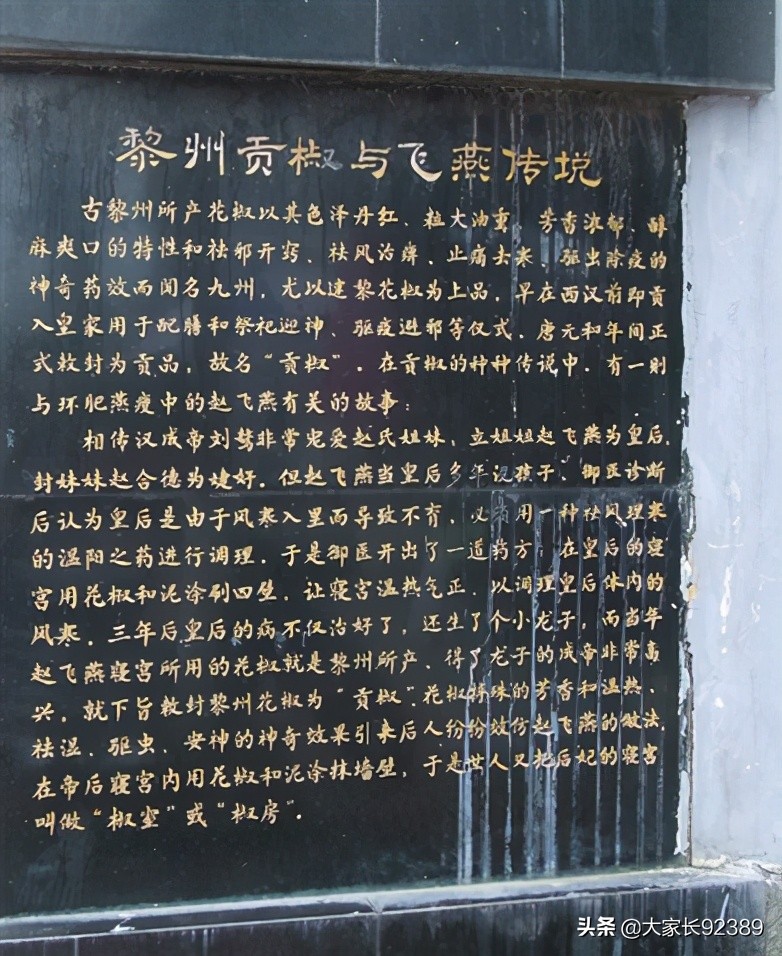 黎州贡椒与飞燕传说
古黎州所产花椒以其色泽丹红、粒大油重、芳香浓郁、醇
麻爽口的特性和祛邪开窍、祛风治痹、止痛去寒、驱虫除疫的
神奇药效而闻名九州，尤以建黎花椒为上品，早在西汉前即贡
入皇家用于配膳和祭祀迎神、驱疫避邪等仪式，唐元和年间正
式敕封为贡品，故名“贡椒”。在贡椒的种种传说中，有一则
与环肥燕瘦中的赵飞燕有关的故事：
相传汉成帝刘骜非常宠爱赵氏姐妹，立姐姐赵飞燕为皇后，
封妹妹赵合德为婕妤。但赵飞燕当皇后多年没孩子，御医诊断
后认为皇后是由于风寒入里而导致不育，必须用一种祛风理寒
的温阳之药进行调理，于是御医开出了一道药方：在皇后的寝
宫用花椒和泥涂刷四壁，让寝宫温热气正，以调理皇后体内的
风寒。三年后皇后的病不仅治好了，还生了个小龙子，而当年
赵飞燕寝宫所用的花椒就是黎州所产，得了龙子的成帝非常高
兴，就下旨敕封黎州花椒为“贡椒”。花椒特殊的芳香和温热、
祛湿、驱虫、安神的神奇效果引来后人纷纷效仿赵飞燕的做法，
在帝后寝宫内用花椒和泥涂抹墙壁，于是世人又把后妃的寝宫
叫做“椒室”或“椒房”。
头条 @大家长92389